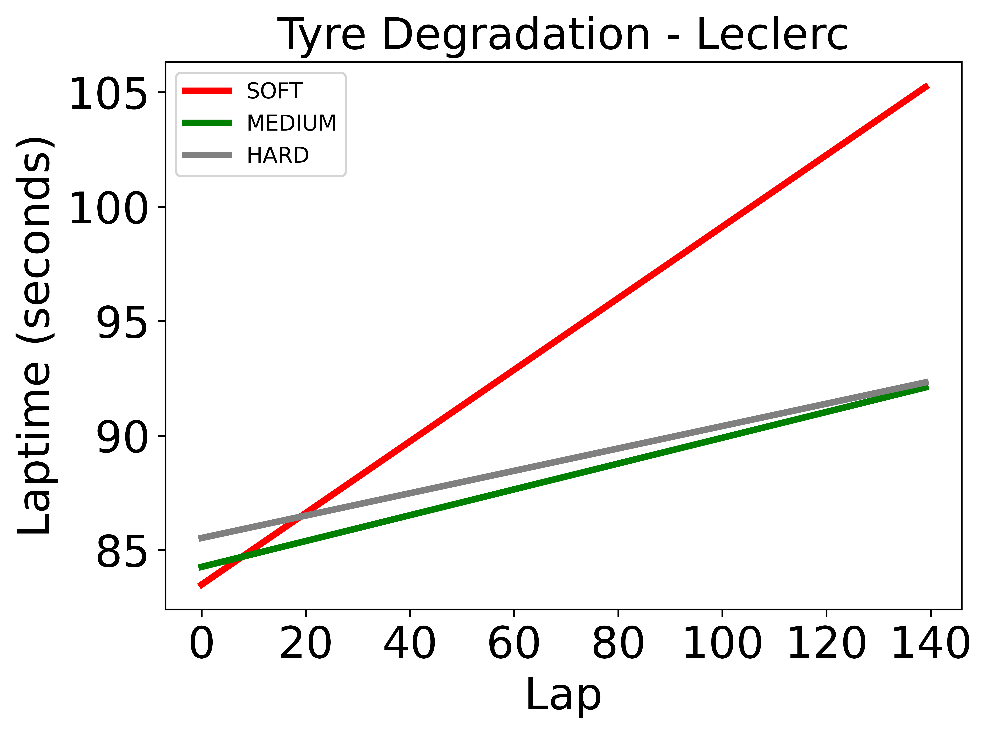 Tyre Degradation - Leclerc
SOFT
MEDIUM
HARD
Laptime (seconds)
105
100
95
90
85
0 20 40 60 80 100 120 140
Lap